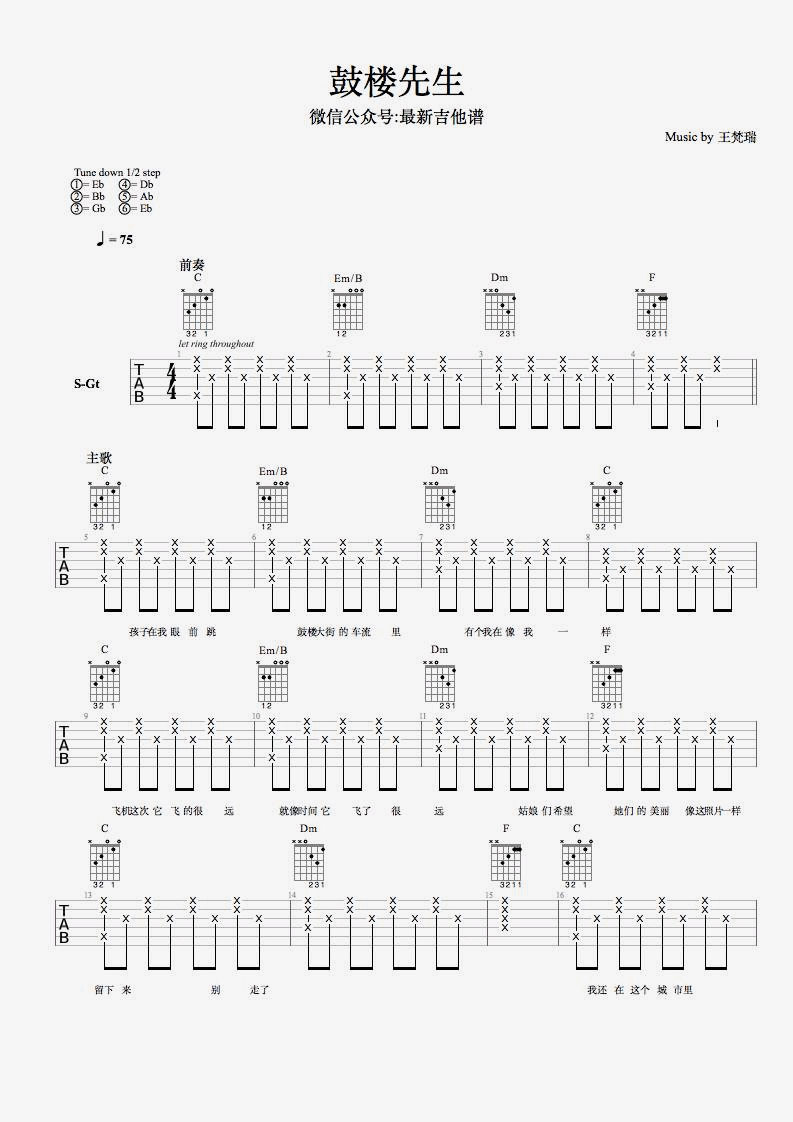 鼓楼先生
微信公众号:最新吉他谱
Music by 王梵瑞
Tune down 1/2 step
①= Eb ④= Db
②= Bb ⑤= Ab
③= Gb ⑥= Eb
♩ = 75
前奏
C Em/B Dm F
32 1 12 231 3211
let ring throughout
1 2 3 4
S-Gt
TAB 4/4
主歌
C Em/B Dm C
32 1 12 231 32 1
5 6 7 8
TAB
孩子在我 眼 前 跳 鼓楼大街 的 车流 里 有个我在 像 我 一 样
C Em/B Dm F
32 1 12 231 3211
9 10 11 12
TAB
飞机这次 它 飞 的很 远 就像时间 它 飞了 很 远 姑娘 们 希望 她们 的 美丽 像这照片一样
C Dm F C
32 1 231 3211 32 1
13 14 15 16
TAB
留下 来 别 走了 我还 在 这个 城 市里